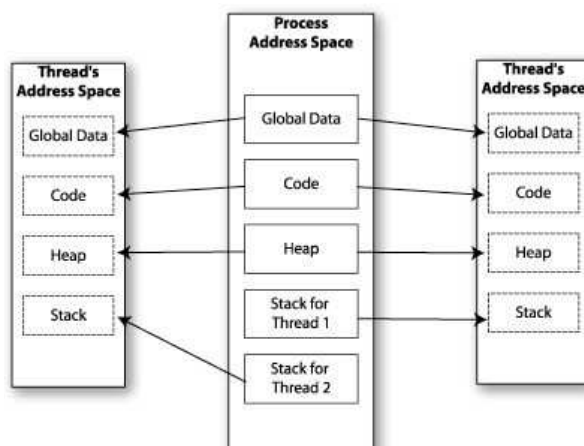 Thread's
Address Space
Global Data
Code
Heap
Stack
Process
Address Space
Global Data
Code
Heap
Stack for
Thread 1
Stack for
Thread 2
Thread's
Address Space
Global Data
Code
Heap
Stack